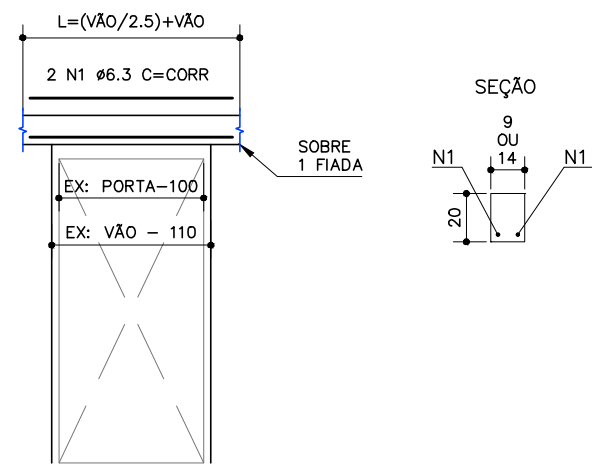 L=(VÃO/2.5)+VÃO
2 N1 ø6.3 C=CORR
SOBRE
1 FIADA
EX: PORTA-100
EX: VÃO - 110
SEÇÃO
9
OU
14
N1
N1
20